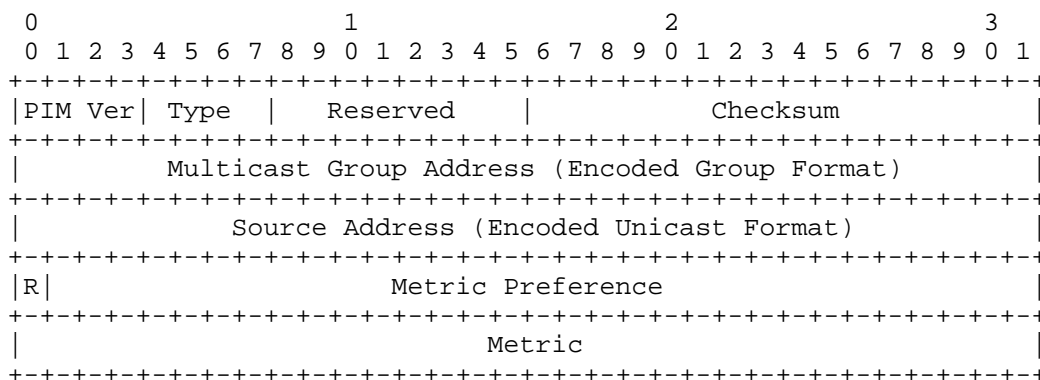 0                   1                   2                   3
 0 1 2 3 4 5 6 7 8 9 0 1 2 3 4 5 6 7 8 9 0 1 2 3 4 5 6 7 8 9 0 1
+-+-+-+-+-+-+-+-+-+-+-+-+-+-+-+-+-+-+-+-+-+-+-+-+-+-+-+-+-+-+-+-+
|PIM Ver| Type  |   Reserved    |           Checksum            |
+-+-+-+-+-+-+-+-+-+-+-+-+-+-+-+-+-+-+-+-+-+-+-+-+-+-+-+-+-+-+-+-+
|         Multicast Group Address (Encoded Group Format)        |
+-+-+-+-+-+-+-+-+-+-+-+-+-+-+-+-+-+-+-+-+-+-+-+-+-+-+-+-+-+-+-+-+
|             Source Address (Encoded Unicast Format)           |
+-+-+-+-+-+-+-+-+-+-+-+-+-+-+-+-+-+-+-+-+-+-+-+-+-+-+-+-+-+-+-+-+
|R|                     Metric Preference                       |
+-+-+-+-+-+-+-+-+-+-+-+-+-+-+-+-+-+-+-+-+-+-+-+-+-+-+-+-+-+-+-+-+
|                             Metric                            |
+-+-+-+-+-+-+-+-+-+-+-+-+-+-+-+-+-+-+-+-+-+-+-+-+-+-+-+-+-+-+-+-+